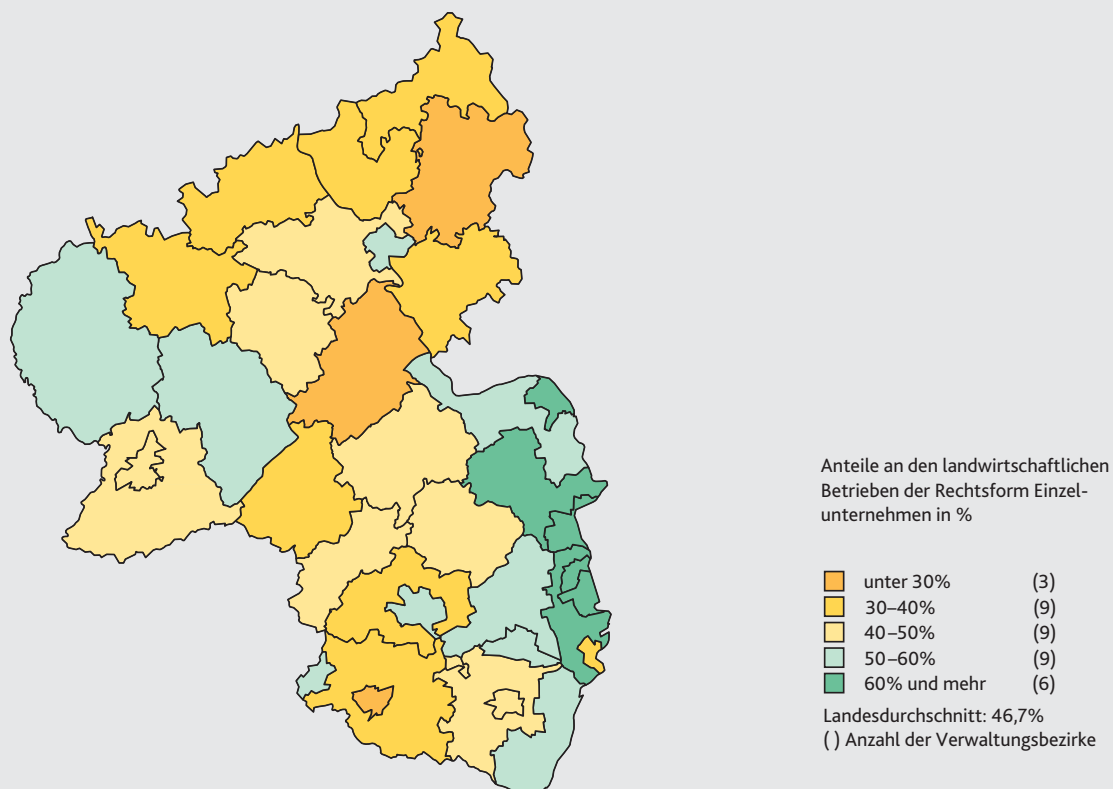 Anteile an den landwirtschaftlichen
Betrieben der Rechtsform Einzel-
unternehmen in %
unter 30% (3)
30–40% (9)
40–50% (9)
50–60% (9)
60% und mehr (6)
Landesdurchschnitt: 46,7%
( ) Anzahl der Verwaltungsbezirke